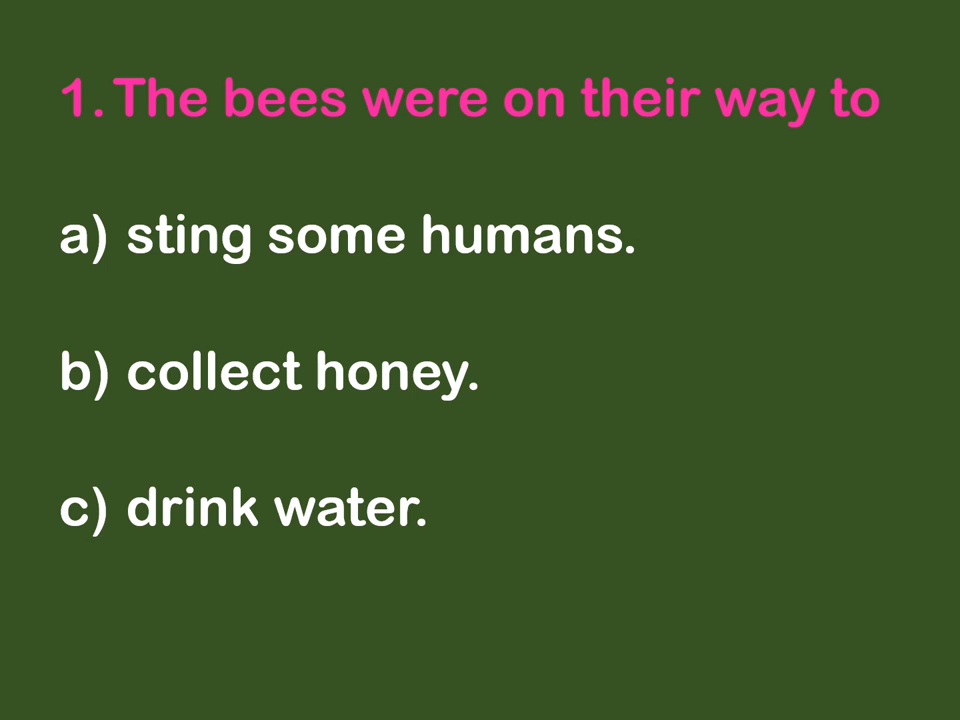 1. The bees were on their way to
a) sting some humans.
b) collect honey.
c) drink water.